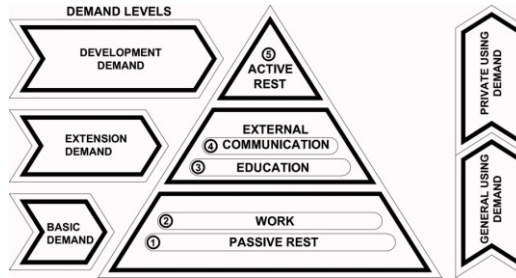 DEMAND LEVELS
DEVELOPMENT
DEMAND
EXTENSION
DEMAND
BASIC
DEMAND
5
ACTIVE
REST
EXTERNAL
4 COMMUNICATION
3 EDUCATION
2 WORK
1 PASSIVE REST
PRIVATE USING
DEMAND
GENERAL USING
DEMAND